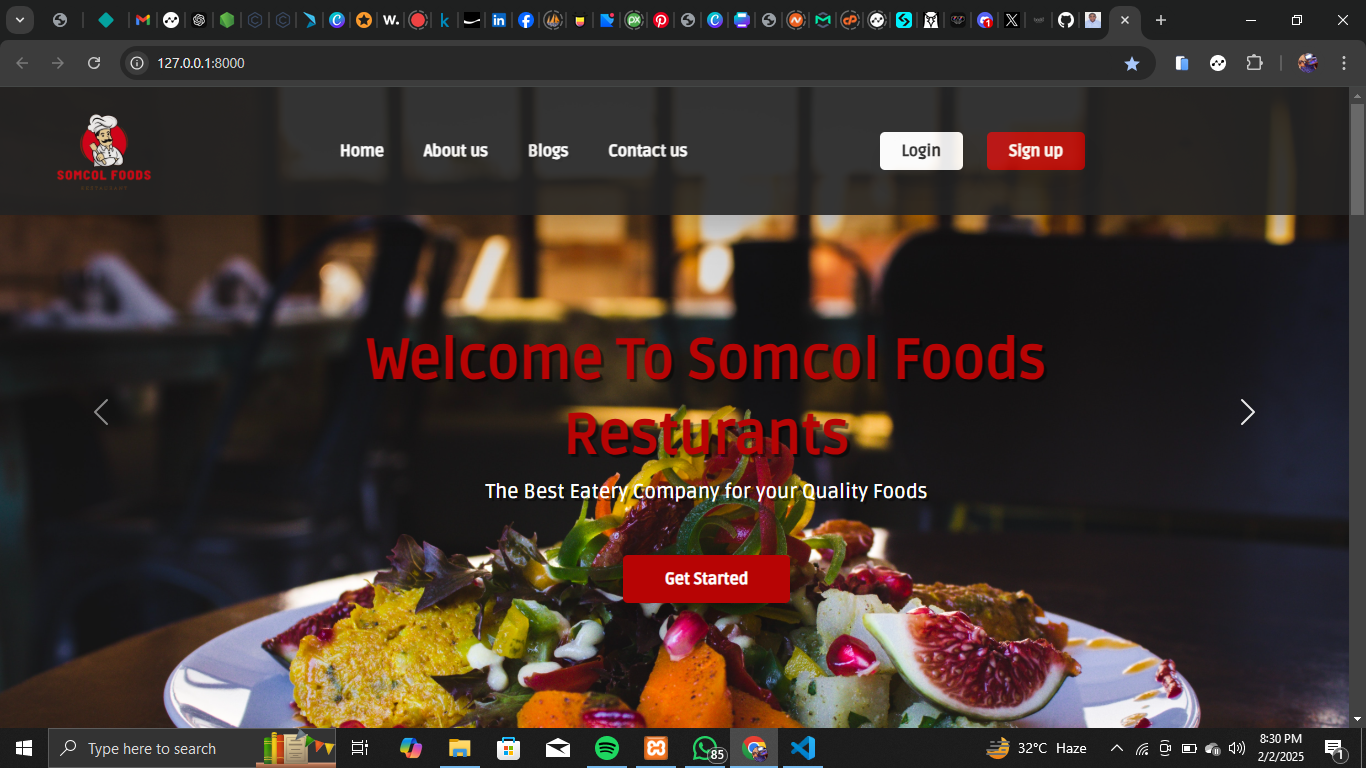 127.0.0.1:8000
SOMCOL FOODS
RESTAURANT
Home
About us
Blogs
Contact us
Login
Sign up
Welcome To Somcol Foods
Resturants
The Best Eatery Company for your Quality Foods
Get Started
Type here to search
85
32°C Haze
8:30 PM
2/2/2025
1